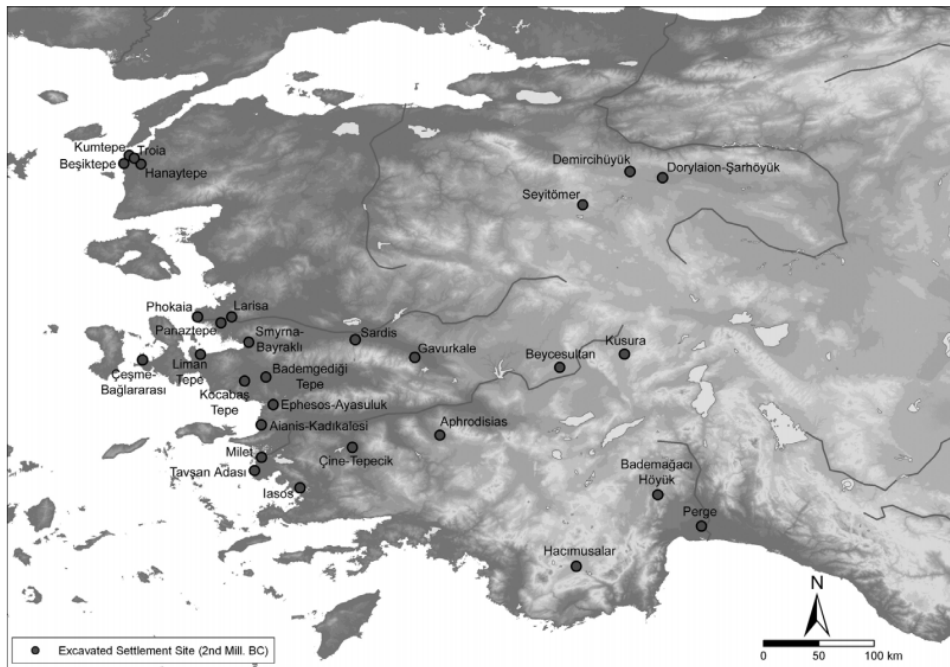 Kumtepe
Troia
Beşiktepe
Hanaytepe
Demircihüyük
Dorylaion-Şarhöyük
Seyitömer
Phokaia
Larisa
Panaztepe
Smyrna-
Bayraklı
Sardis
Gavurkale
Beycesultan
Kusura
Çeşme-
Bağlararası
Liman
Tepe
Bademgediği
Tepe
Kocabaş
Tepe
Ephesos-Ayasuluk
Aianis-Kadıkalesi
Aphrodisias
Milet
Çine-Tepecik
Tavşan Adası
Iasos
Bademağacı
Höyük
Perge
Hacımusalar
N
Excavated Settlement Site (2nd Mill. BC)
0 50 100 km